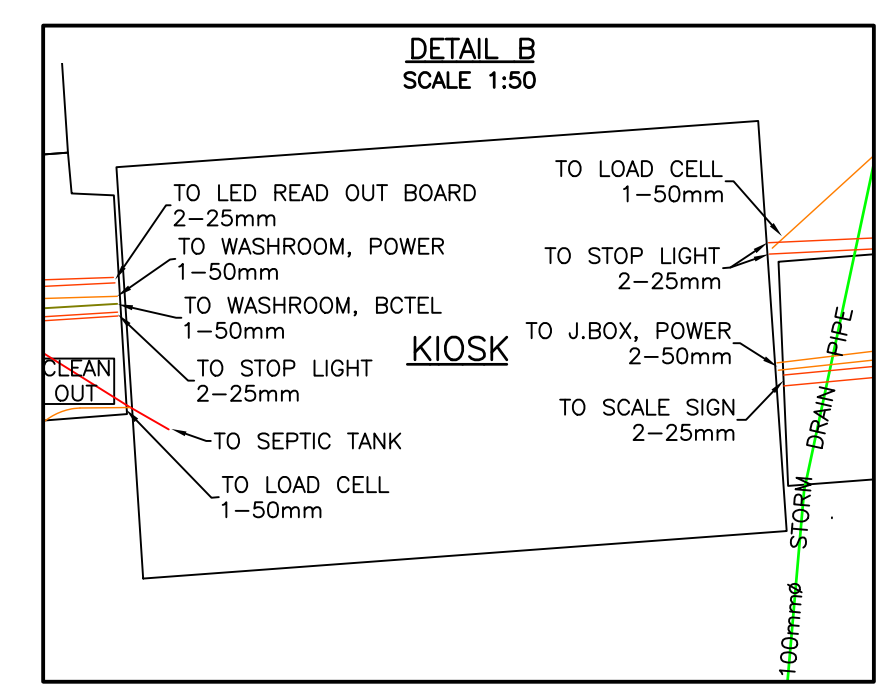 DETAIL B
SCALE 1:50
TO LED READ OUT BOARD
2-25mm
TO WASHROOM, POWER
1-50mm
TO WASHROOM, BCTEL
1-50mm
TO STOP LIGHT
2-25mm
CLEAN
OUT
TO SEPTIC TANK
TO LOAD CELL
1-50mm
KIOSK
TO LOAD CELL
1-50mm
TO STOP LIGHT
2-25mm
TO J.BOX, POWER
2-50mm
TO SCALE SIGN
2-25mm
100mmø STORM DRAIN PIPE